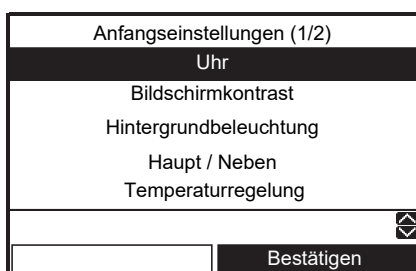 Anfangseinstellungen (1/2)
Uhr
Bildschirmkontrast
Hintergrundbeleuchtung
Haupt / Neben
Temperaturregelung
Bestätigen